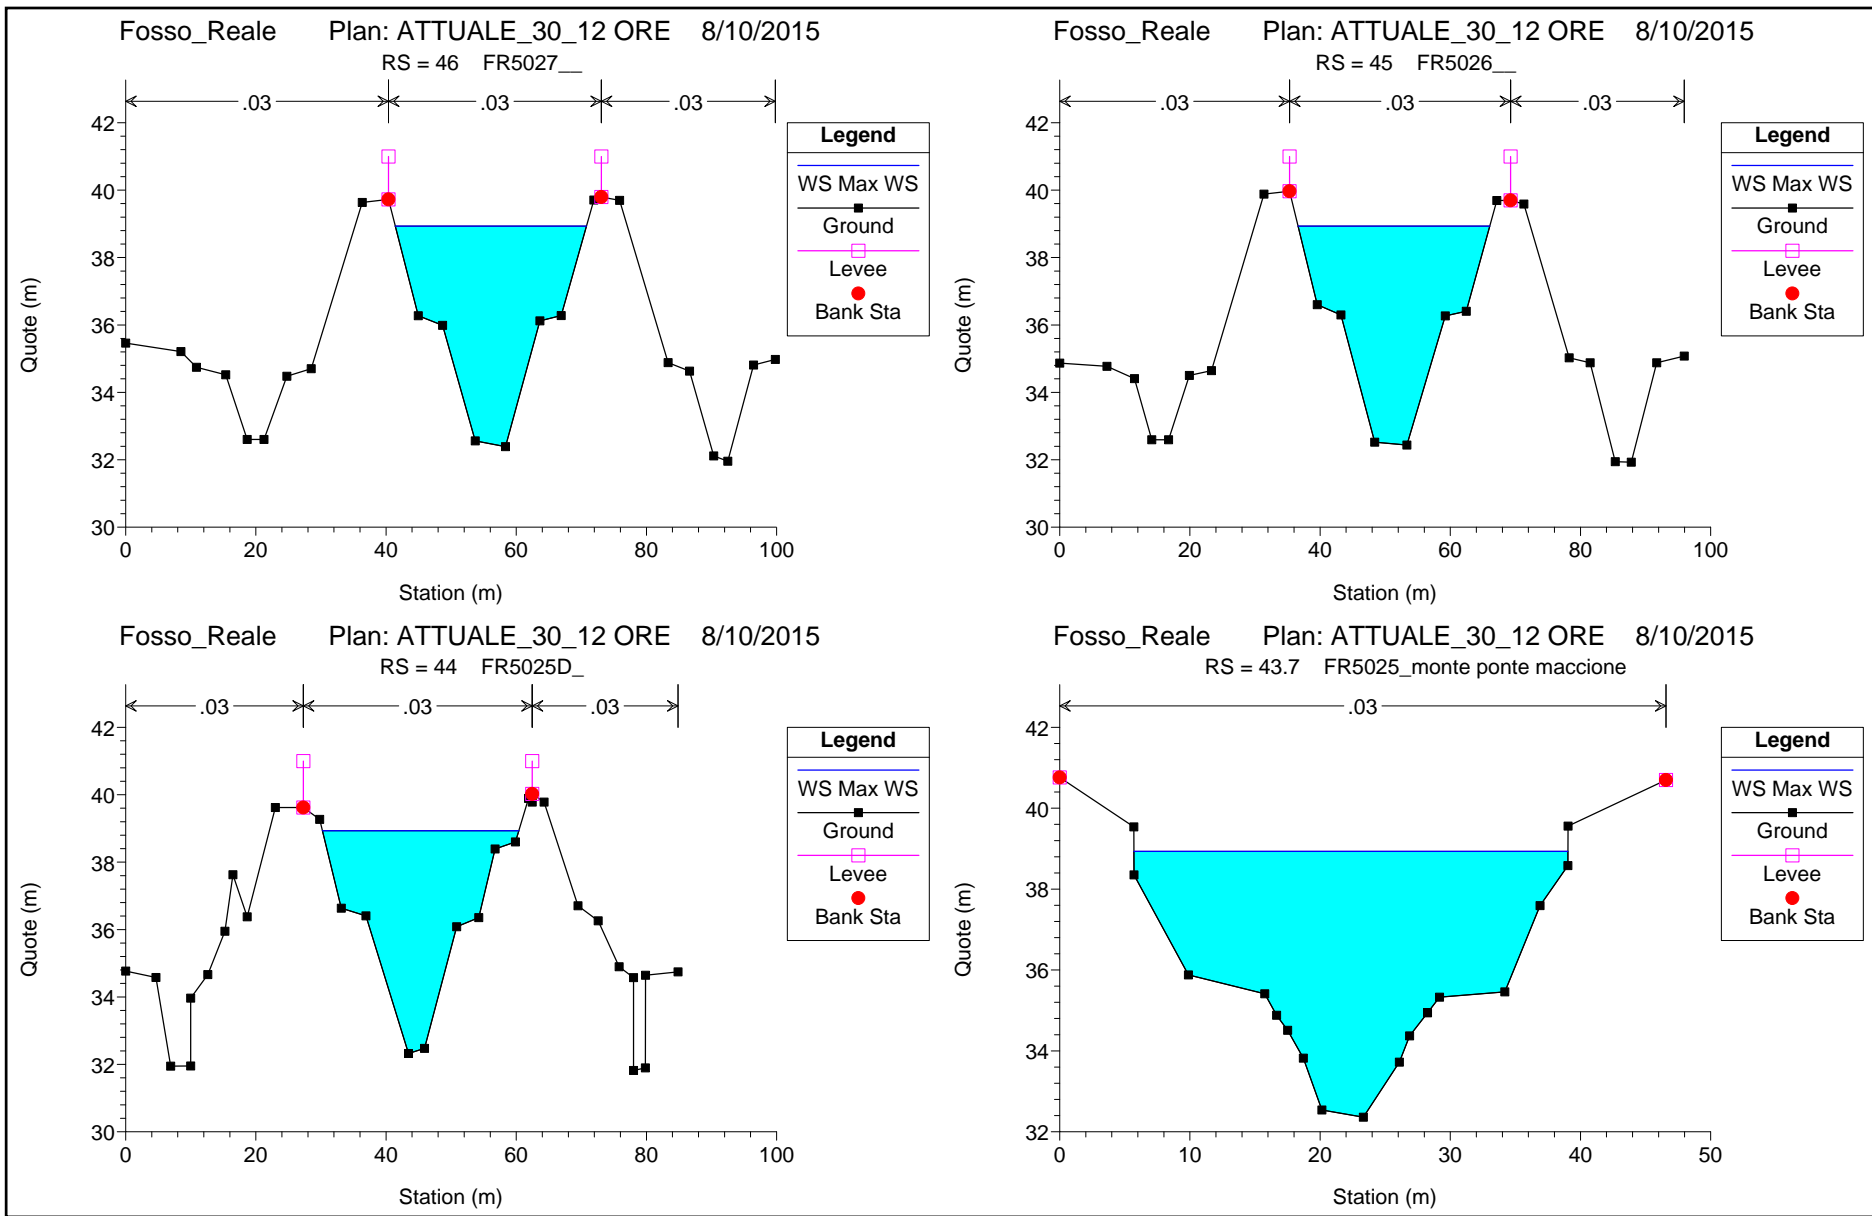 Fosso_Reale Plan: ATTUALE_30_12 ORE 8/10/2015
RS = 46 FR5027__
.03 .03 .03
42
40
38
36
34
32
30
Quote (m)
0 20 40 60 80 100
Station (m)
Legend
WS Max WS
Ground
Levee
Bank Sta
Fosso_Reale Plan: ATTUALE_30_12 ORE 8/10/2015
RS = 45 FR5026__
.03 .03 .03
42
40
38
36
34
32
30
Quote (m)
0 20 40 60 80 100
Station (m)
Legend
WS Max WS
Ground
Levee
Bank Sta
Fosso_Reale Plan: ATTUALE_30_12 ORE 8/10/2015
RS = 44 FR5025D_
.03 .03 .03
42
40
38
36
34
32
30
Quote (m)
0 20 40 60 80 100
Station (m)
Legend
WS Max WS
Ground
Levee
Bank Sta
Fosso_Reale Plan: ATTUALE_30_12 ORE 8/10/2015
RS = 43.7 FR5025_monte ponte maccione
.03
42
40
38
36
34
32
Quote (m)
0 10 20 30 40 50
Station (m)
Legend
WS Max WS
Ground
Levee
Bank Sta